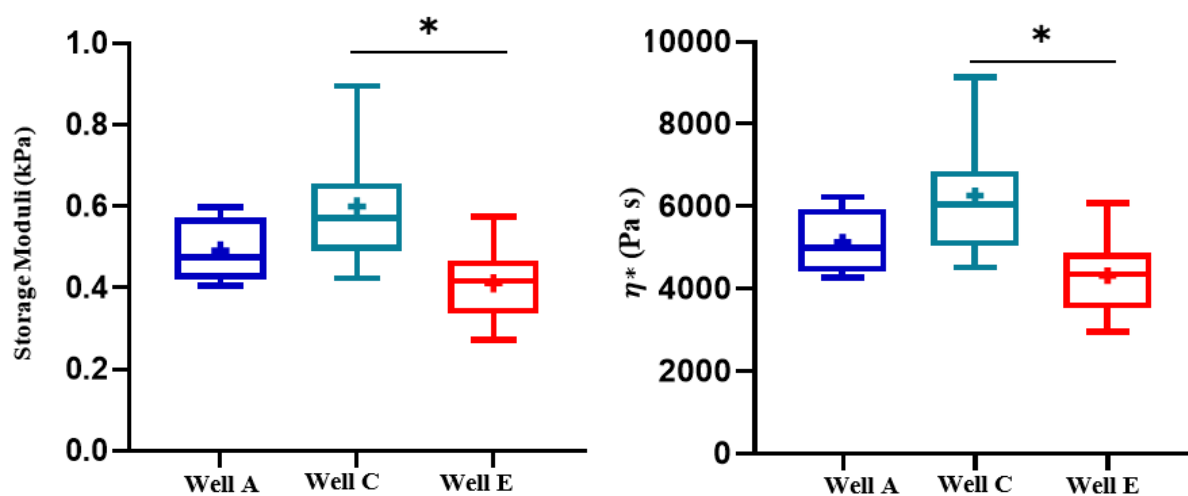 Storage Moduli (kPa)
1.0
0.8
0.6
0.4
0.2
0.0
*
Well A
Well C
Well E
η* (Pa s)
10000
8000
6000
4000
2000
0
*
Well A
Well C
Well E